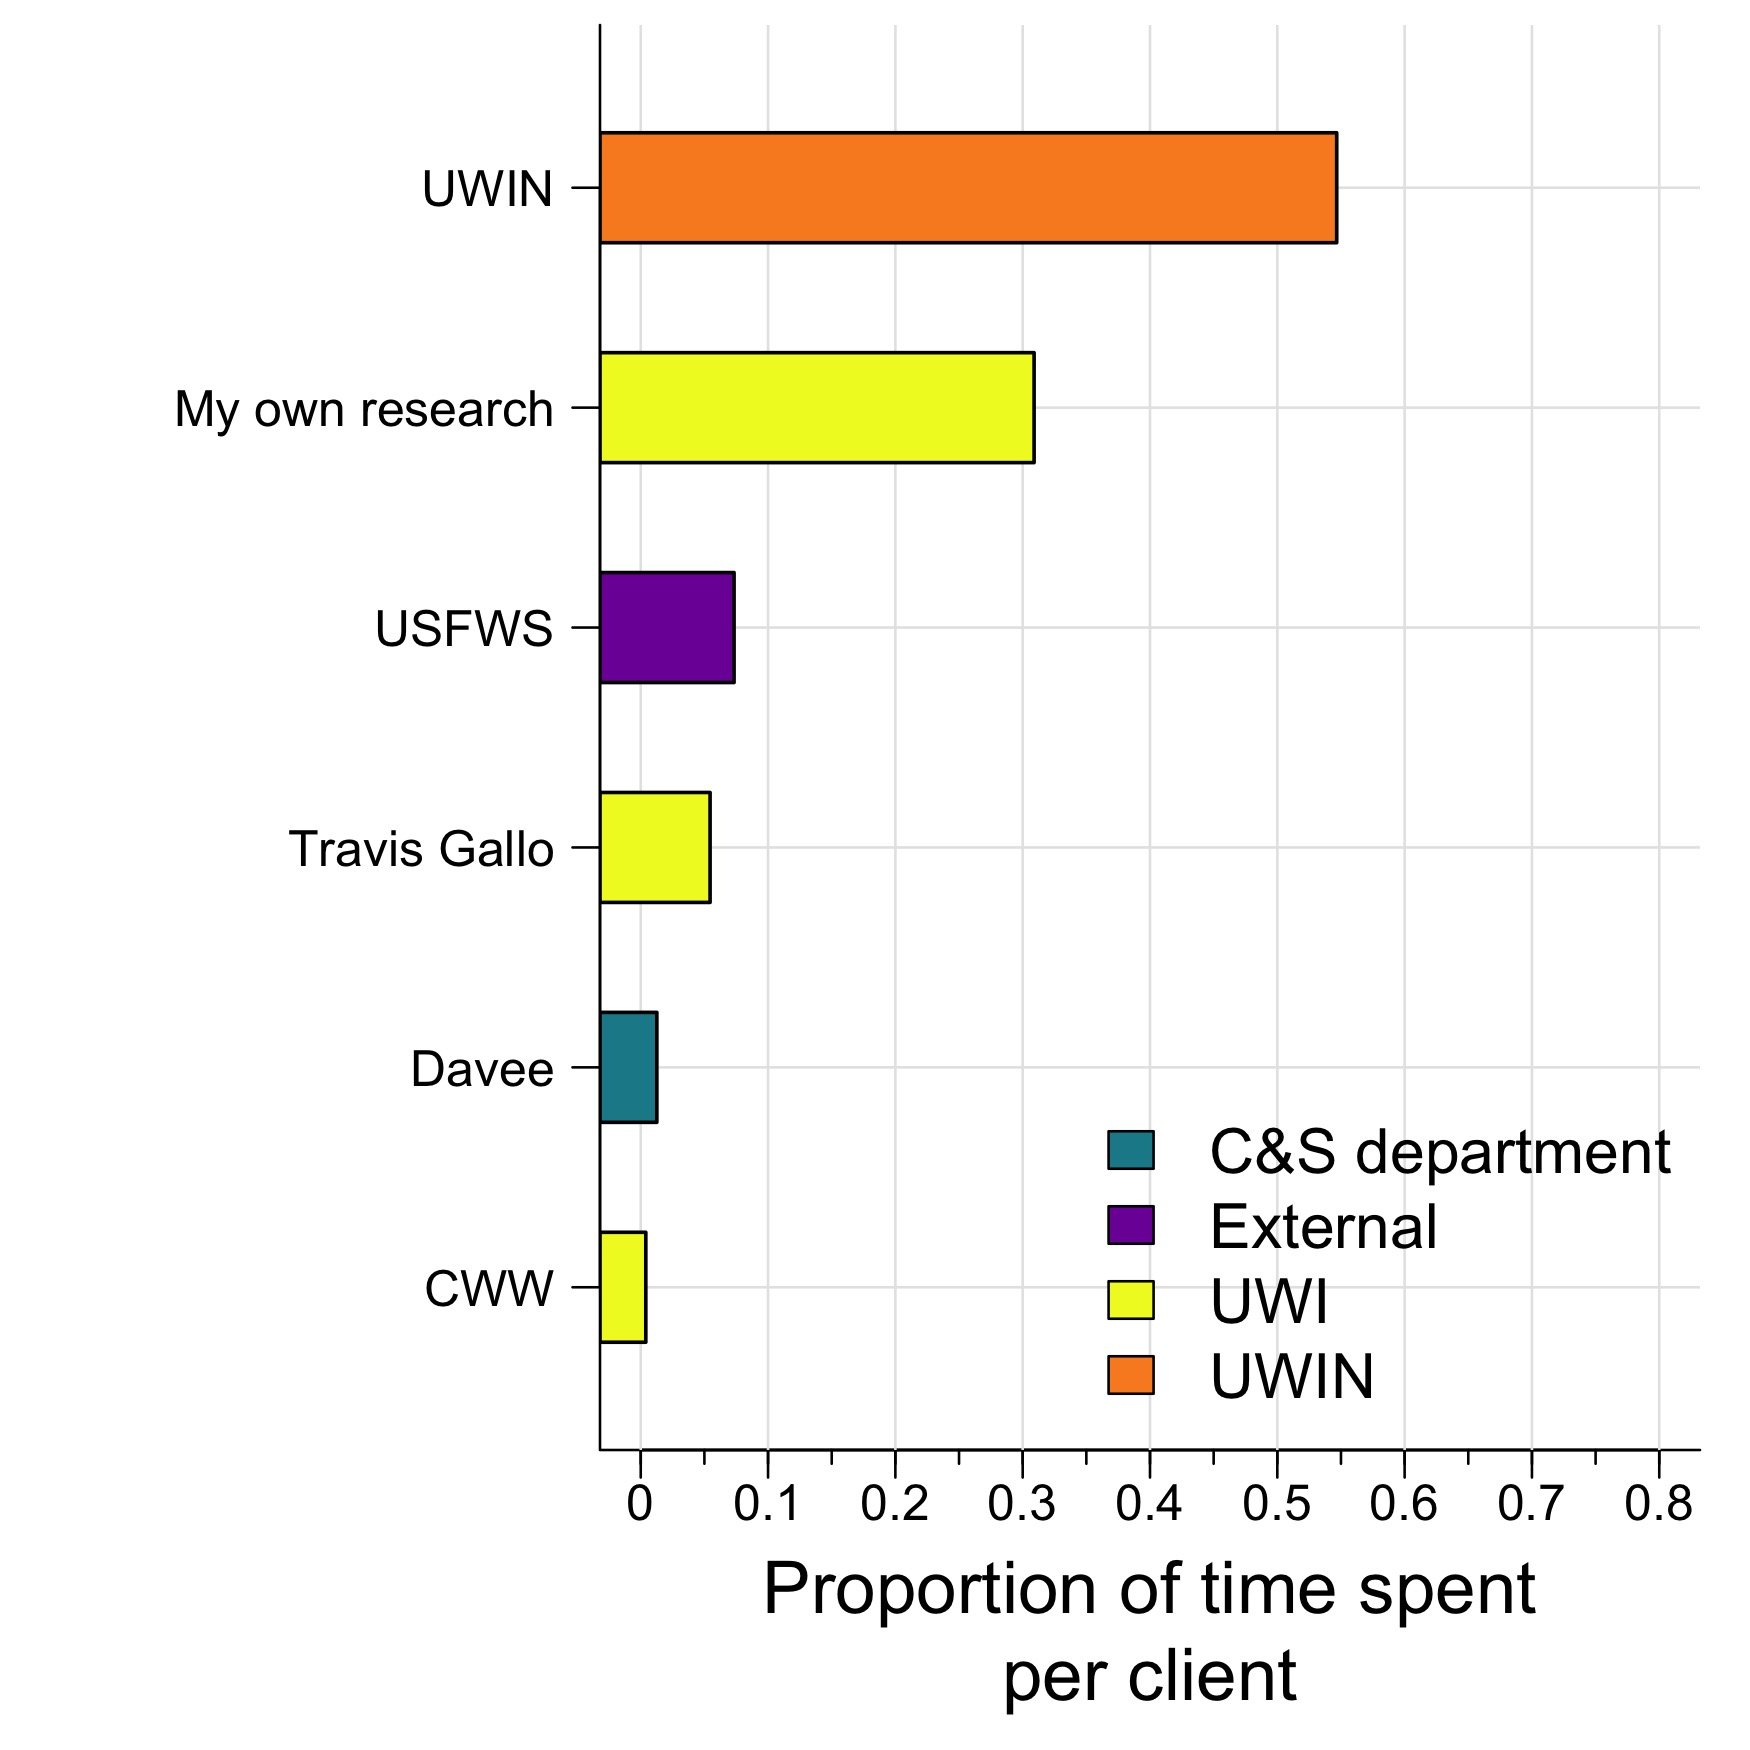 UWIN
My own research
USFWS
Travis Gallo
Davee
CWW
C&S department
External
UWI
UWIN
0 0.1 0.2 0.3 0.4 0.5 0.6 0.7 0.8
Proportion of time spent
per client